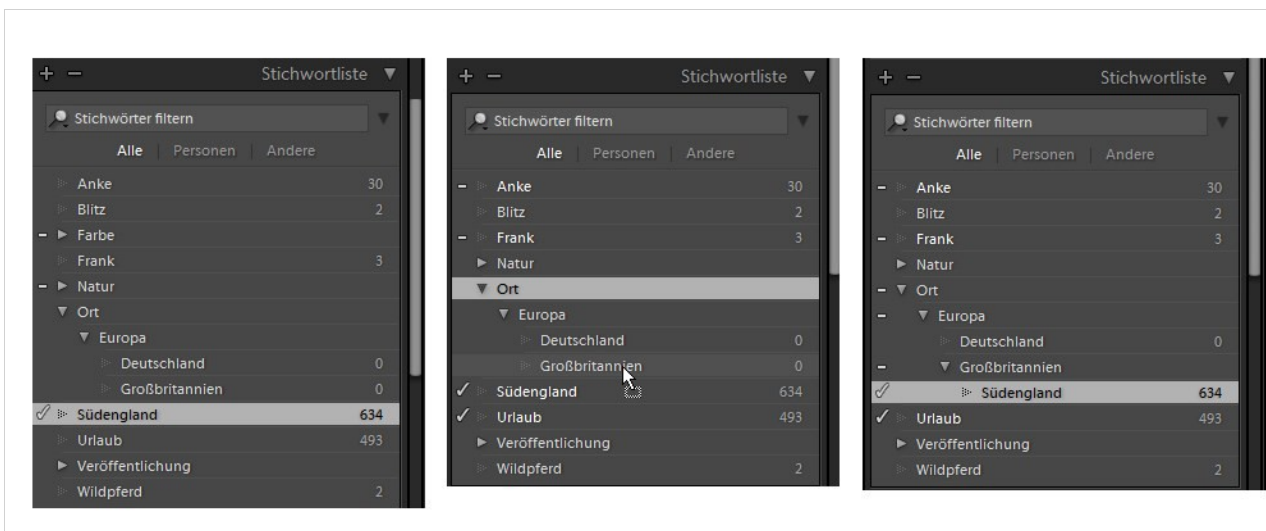 Stichwortliste
Stichwörter filtern
Alle Personen Andere
Anke 30
Blitz 2
Farbe
Frank 3
Natur
Ort
Europa
Deutschland 0
Großbritannien 0
Südengland 634
Urlaub 493
Veröffentlichung
Wildpferd 2
Stichwortliste
Stichwörter filtern
Alle Personen Andere
Anke 30
Blitz 2
Frank 3
Natur
Ort
Europa
Deutschland 0
Großbritannien 0
Südengland 634
Urlaub 493
Veröffentlichung
Wildpferd 2
Stichwortliste
Stichwörter filtern
Alle Personen Andere
Anke 30
Blitz 2
Frank 3
Natur
Ort
Europa
Deutschland 0
Großbritannien
Südengland 634
Urlaub 493
Veröffentlichung
Wildpferd 2